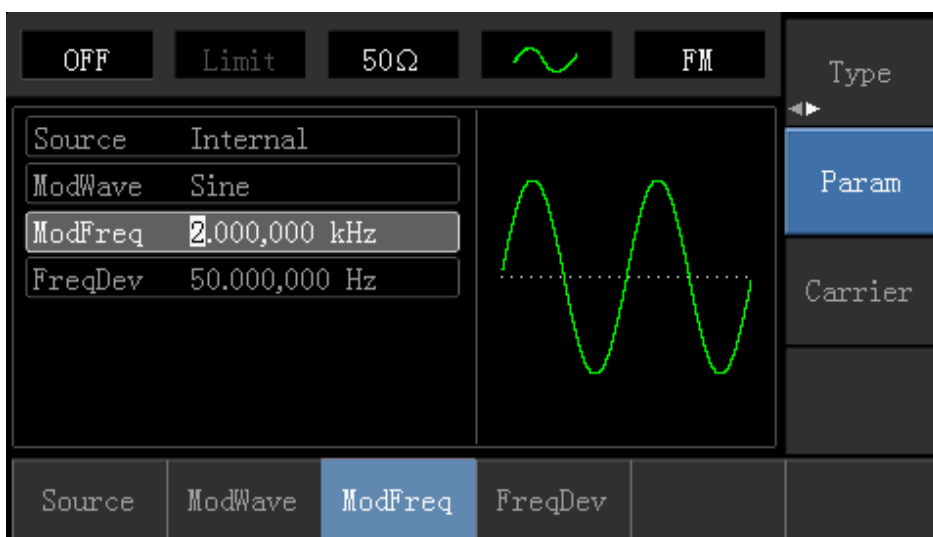 OFF Limit 50Ω FM
Type
Source Internal
ModWave Sine
Param
ModFreq 2.000,000 kHz
FreqDev 50.000,000 Hz
Carrier
Source ModWave ModFreq FreqDev